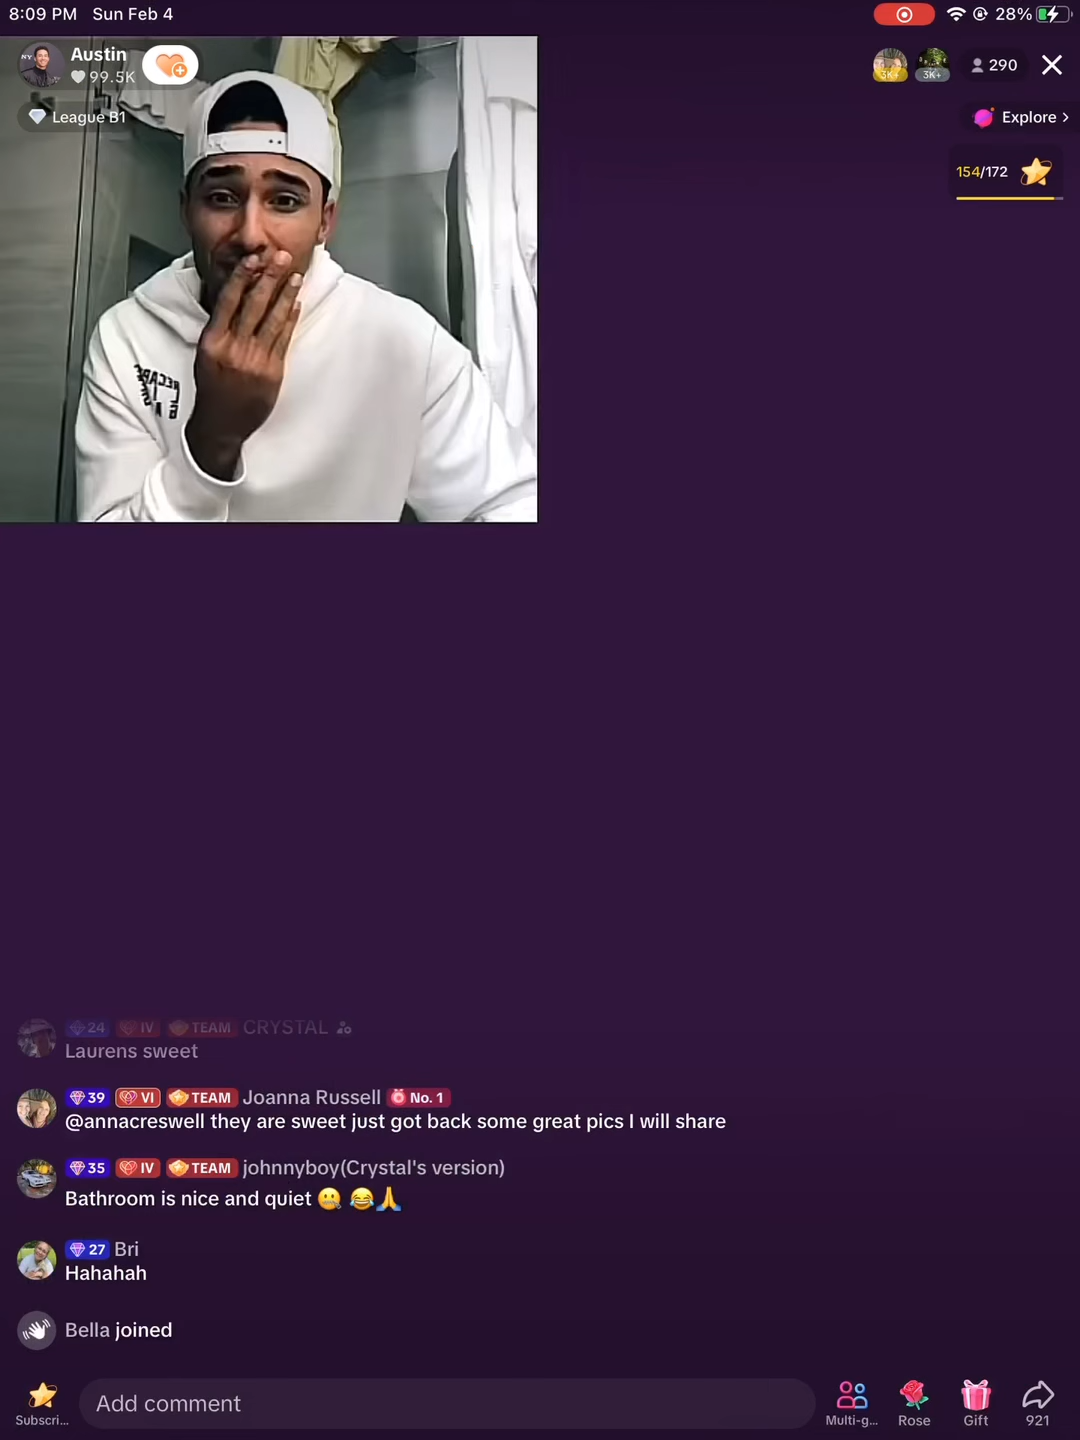 8:09 PM Sun Feb 4
28%
Austin
99.5K
3K+
3K+
290
League B1
Explore >
154/172
24 IV TEAM CRYSTAL
Laurens sweet
39 VI TEAM Joanna Russell No. 1
@annacreswell they are sweet just got back some great pics I will share
35 IV TEAM johnnyboy(Crystal's version)
Bathroom is nice and quiet 🤐 😂🙏
27 Bri
Hahahah
Bella joined
Add comment
Subscri...
Multi-g...
Rose
Gift
921